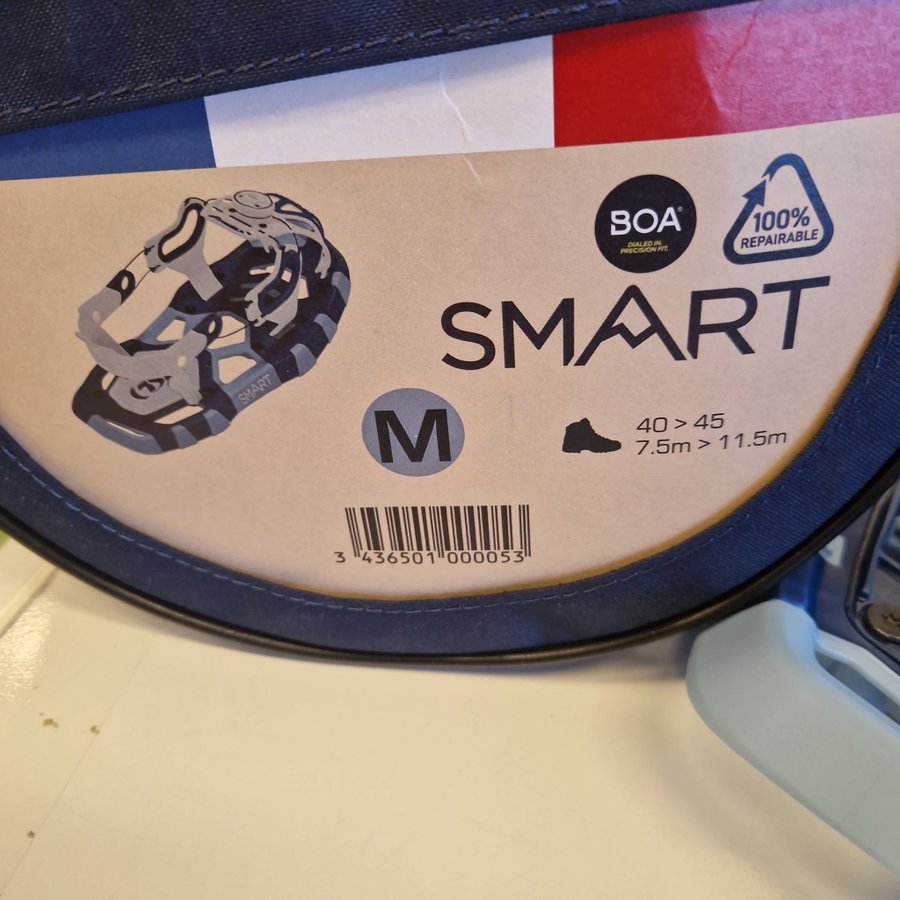 BOA®
DIALED IN.
PRECISION FIT.
100%
REPAIRABLE
SMART
SMART
M
40 > 45
7.5m > 11.5m
3 436501 000053